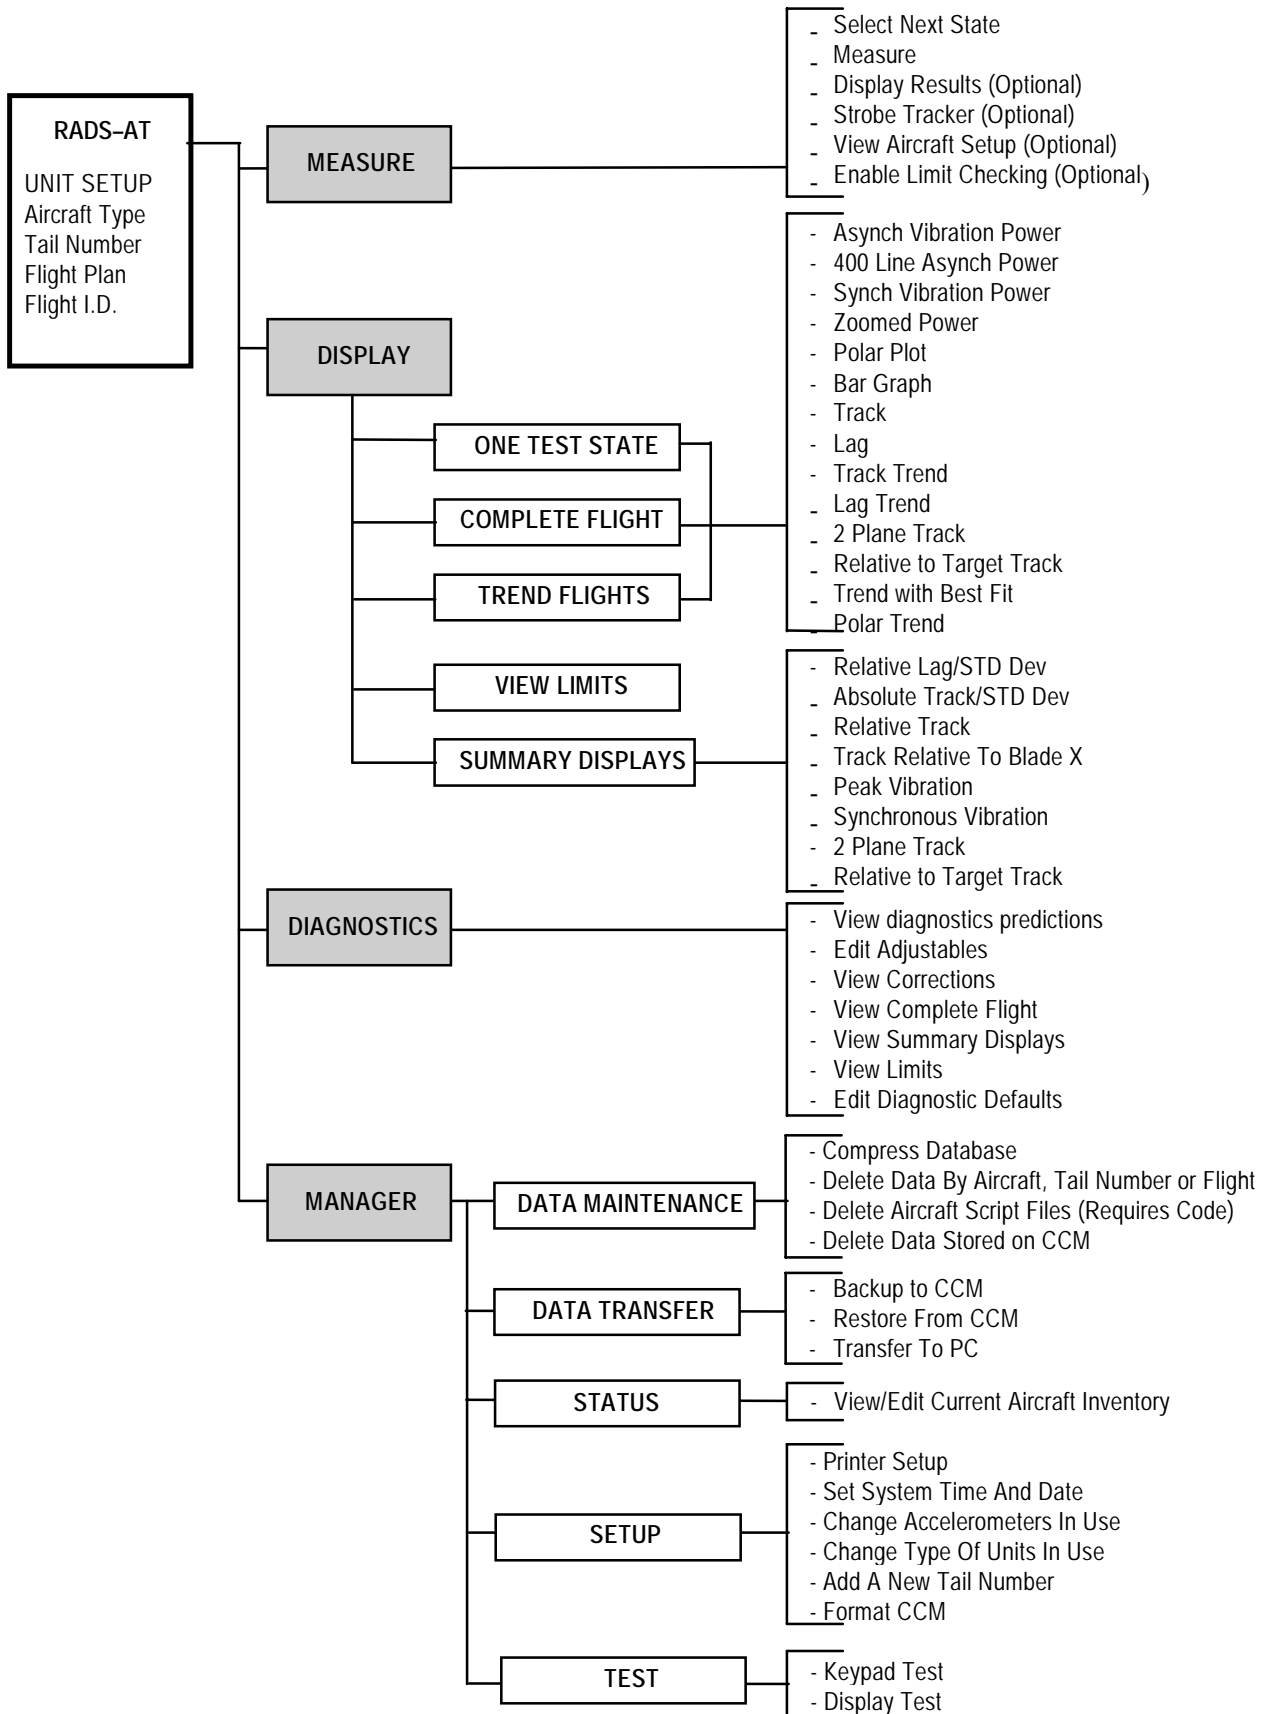 RADS–AT
UNIT SETUP
Aircraft Type
Tail Number
Flight Plan
Flight I.D.
MEASURE
- Select Next State
- Measure
- Display Results (Optional)
- Strobe Tracker (Optional)
- View Aircraft Setup (Optional)
- Enable Limit Checking (Optional)
DISPLAY
ONE TEST STATE
COMPLETE FLIGHT
TREND FLIGHTS
- Asynch Vibration Power
- 400 Line Asynch Power
- Synch Vibration Power
- Zoomed Power
- Polar Plot
- Bar Graph
- Track
- Lag
- Track Trend
- Lag Trend
- 2 Plane Track
- Relative to Target Track
- Trend with Best Fit
- Polar Trend
VIEW LIMITS
SUMMARY DISPLAYS
- Relative Lag/STD Dev
- Absolute Track/STD Dev
- Relative Track
- Track Relative To Blade X
- Peak Vibration
- Synchronous Vibration
- 2 Plane Track
- Relative to Target Track
DIAGNOSTICS
- View diagnostics predictions
- Edit Adjustables
- View Corrections
- View Complete Flight
- View Summary Displays
- View Limits
- Edit Diagnostic Defaults
MANAGER
DATA MAINTENANCE
- Compress Database
- Delete Data By Aircraft, Tail Number or Flight
- Delete Aircraft Script Files (Requires Code)
- Delete Data Stored on CCM
DATA TRANSFER
- Backup to CCM
- Restore From CCM
- Transfer To PC
STATUS
- View/Edit Current Aircraft Inventory
SETUP
- Printer Setup
- Set System Time And Date
- Change Accelerometers In Use
- Change Type Of Units In Use
- Add A New Tail Number
- Format CCM
TEST
- Keypad Test
- Display Test